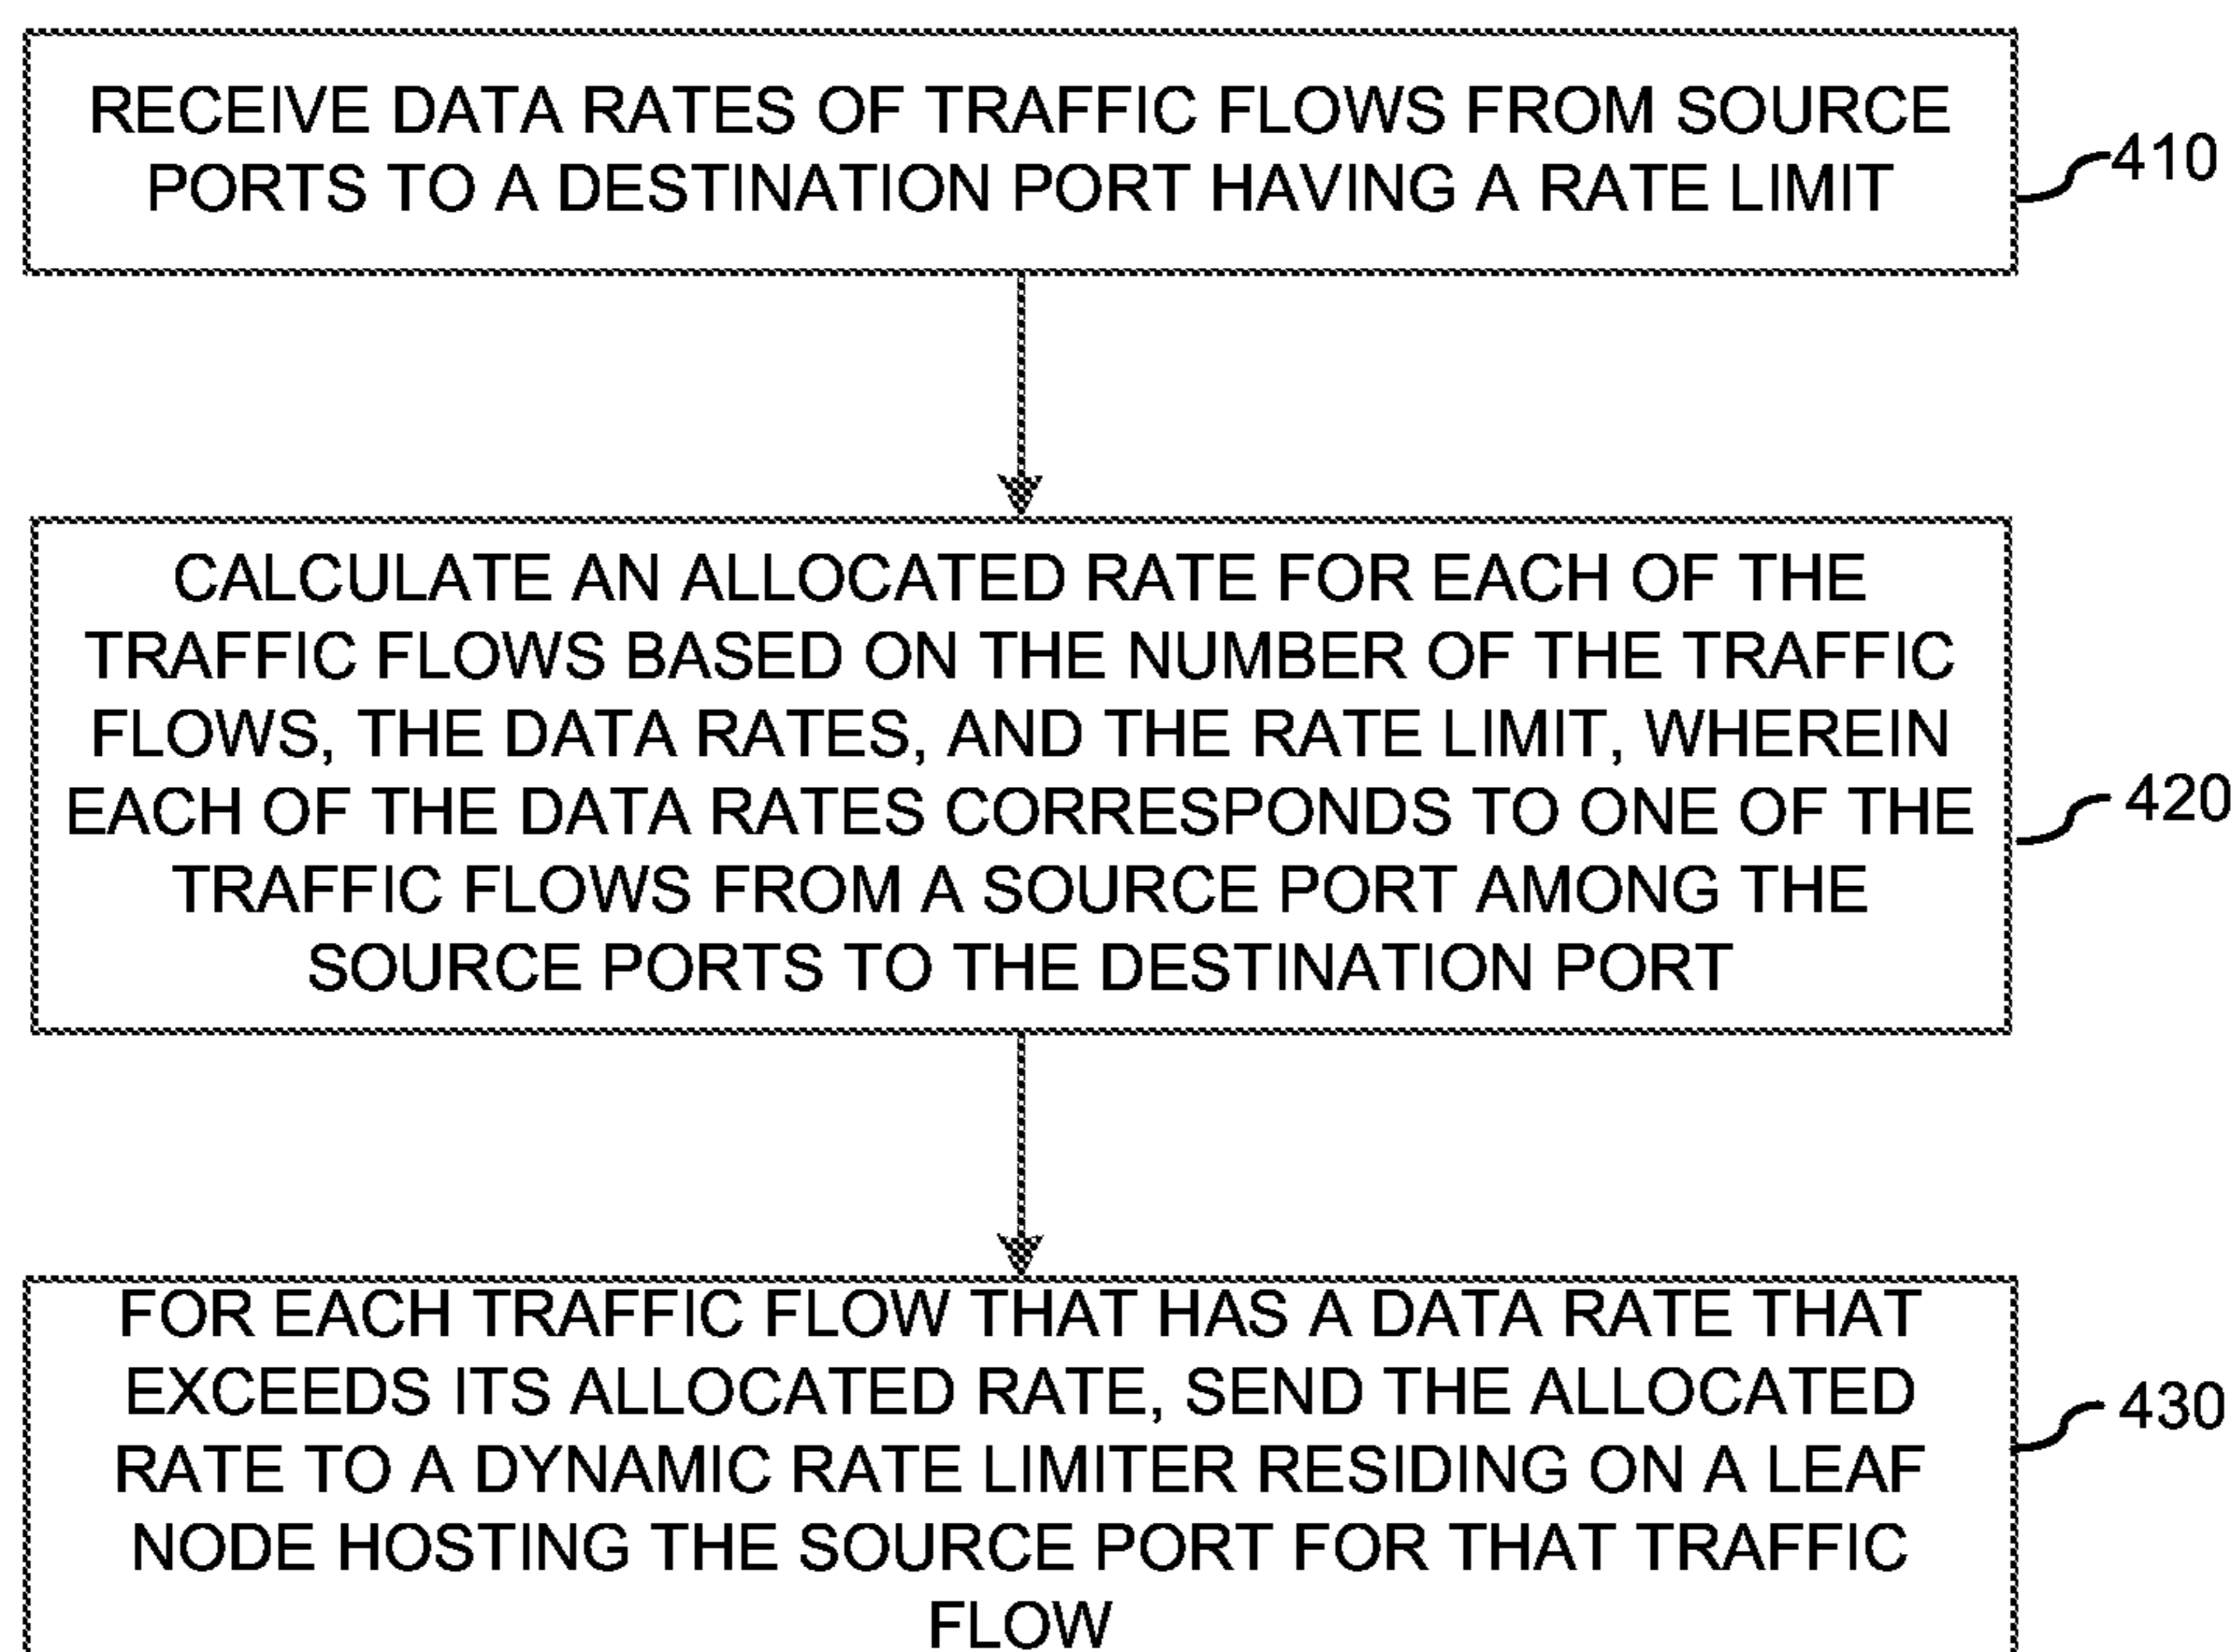 RECEIVE DATA RATES OF TRAFFIC FLOWS FROM SOURCE
PORTS TO A DESTINATION PORT HAVING A RATE LIMIT
410
CALCULATE AN ALLOCATED RATE FOR EACH OF THE
TRAFFIC FLOWS BASED ON THE NUMBER OF THE TRAFFIC
FLOWS, THE DATA RATES, AND THE RATE LIMIT, WHEREIN
EACH OF THE DATA RATES CORRESPONDS TO ONE OF THE
TRAFFIC FLOWS FROM A SOURCE PORT AMONG THE
SOURCE PORTS TO THE DESTINATION PORT
420
FOR EACH TRAFFIC FLOW THAT HAS A DATA RATE THAT
EXCEEDS ITS ALLOCATED RATE, SEND THE ALLOCATED
RATE TO A DYNAMIC RATE LIMITER RESIDING ON A LEAF
NODE HOSTING THE SOURCE PORT FOR THAT TRAFFIC
FLOW
430